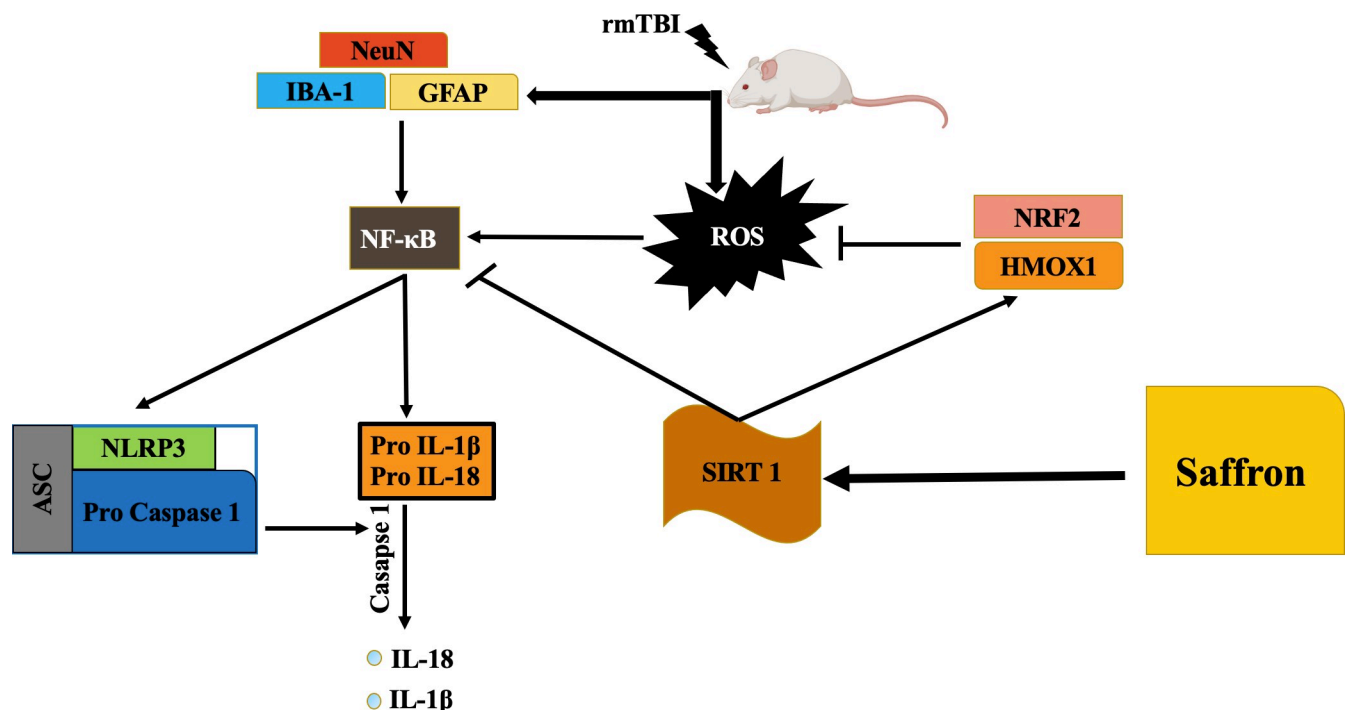 rmTBI
NeuN
IBA-1
GFAP
NF-κB
ROS
NRF2
HMOX1
ASC
NLRP3
Pro Caspase 1
Pro IL-1β
Pro IL-18
Casapse 1
SIRT 1
Saffron
IL-18
IL-1β